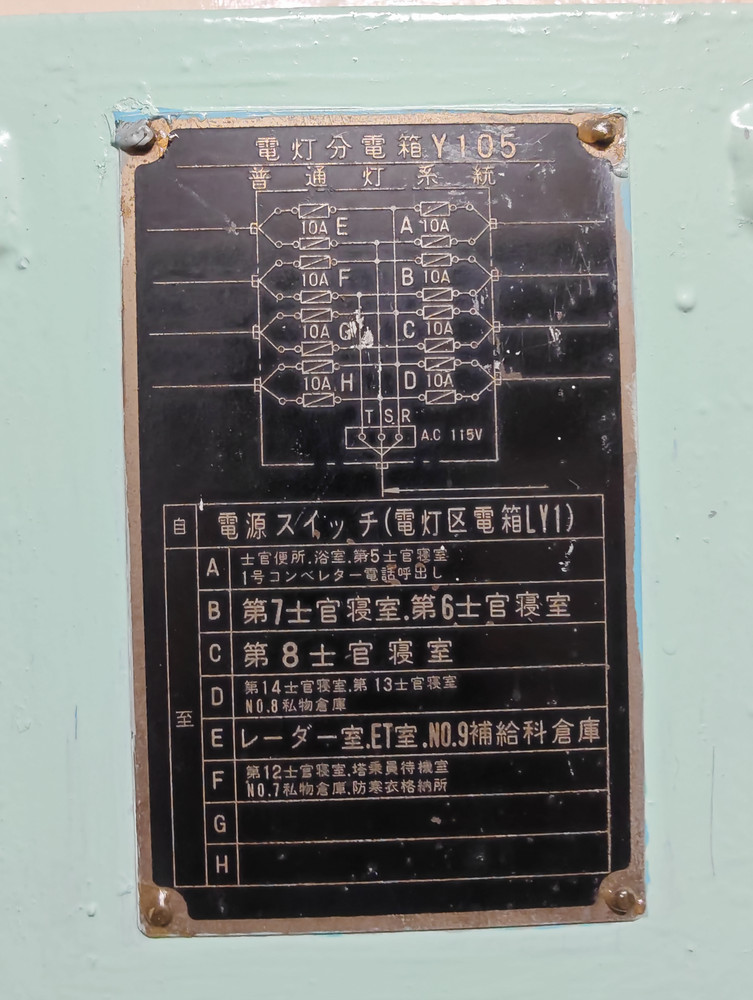 電灯分電箱Y105
普通灯系統
10A E A 10A
10A F B 10A
10A G C 10A
10A H D 10A
T S R
A.C 115V
自 電源スイッチ(電灯区電箱LY1)
至
A 士官便所.浴室.第5士官寝室
1号コンベレター電話呼出し
B 第7士官寝室.第6士官寝室
C 第8士官寝室
D 第14士官寝室.第13士官寝室
NO.8私物倉庫
E レーダー室.ET室.NO.9補給科倉庫
F 第12士官寝室.塔乗員待機室
NO.7私物倉庫.防寒衣格納所
G
H